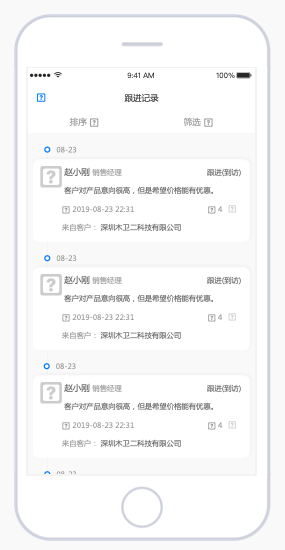 9:41 AM 100%
跟进记录
排序 筛选
08-23
赵小刚 销售经理 跟进(到访)
客户对产品意向很高，但是希望价格能有优惠。
2019-08-23 22:31 4
来自客户： 深圳木卫二科技有限公司
08-23
赵小刚 销售经理 跟进(到访)
客户对产品意向很高，但是希望价格能有优惠。
2019-08-23 22:31 4
来自客户： 深圳木卫二科技有限公司
08-23
赵小刚 销售经理 跟进(到访)
客户对产品意向很高，但是希望价格能有优惠。
2019-08-23 22:31 4
来自客户： 深圳木卫二科技有限公司
08-23